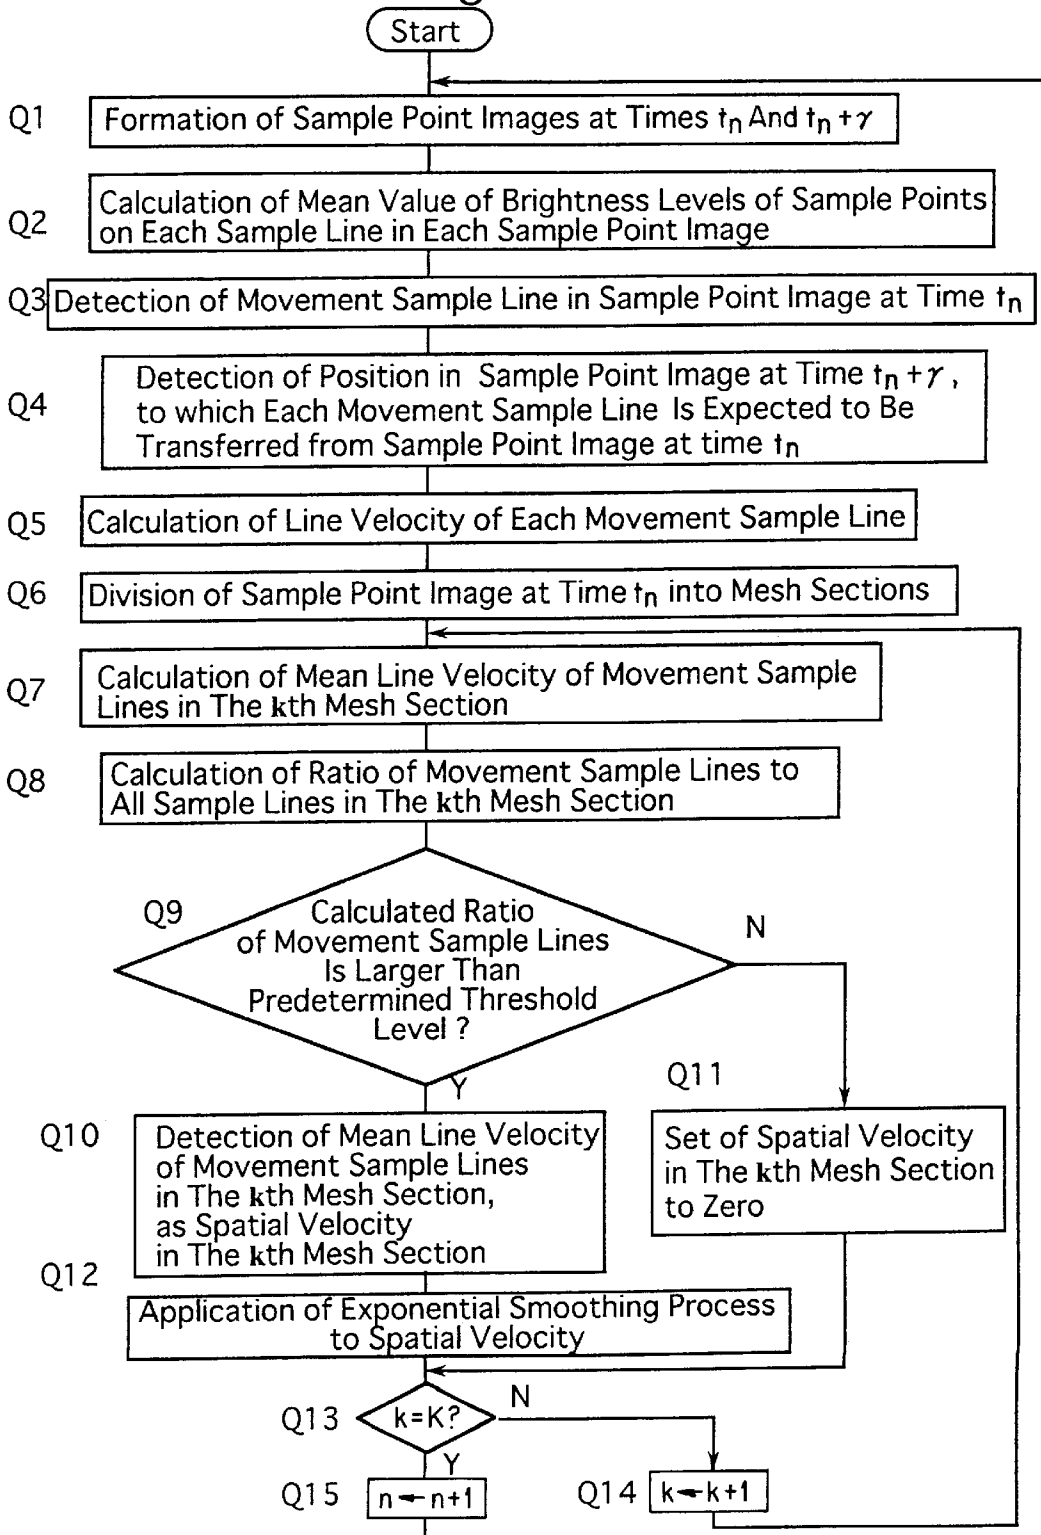 Start
Q1
Formation of Sample Point Images at Times tn And tn + γ
Q2
Calculation of Mean Value of Brightness Levels of Sample Points
on Each Sample Line in Each Sample Point Image
Q3
Detection of Movement Sample Line in Sample Point Image at Time tn
Q4
Detection of Position in Sample Point Image at Time tn + γ ,
to which Each Movement Sample Line Is Expected to Be
Transferred from Sample Point Image at time tn
Q5
Calculation of Line Velocity of Each Movement Sample Line
Q6
Division of Sample Point Image at Time tn into Mesh Sections
Q7
Calculation of Mean Line Velocity of Movement Sample
Lines in The kth Mesh Section
Q8
Calculation of Ratio of Movement Sample Lines to
All Sample Lines in The kth Mesh Section
Q9
Calculated Ratio
of Movement Sample Lines
Is Larger Than
Predetermined Threshold
Level ?
N
Y
Q10
Detection of Mean Line Velocity
of Movement Sample Lines
in The kth Mesh Section,
as Spatial Velocity
in The kth Mesh Section
Q11
Set of Spatial Velocity
in The kth Mesh Section
to Zero
Q12
Application of Exponential Smoothing Process
to Spatial Velocity
Q13
k=K?
N
Y
Q15
n←n+1
Q14
k←k+1